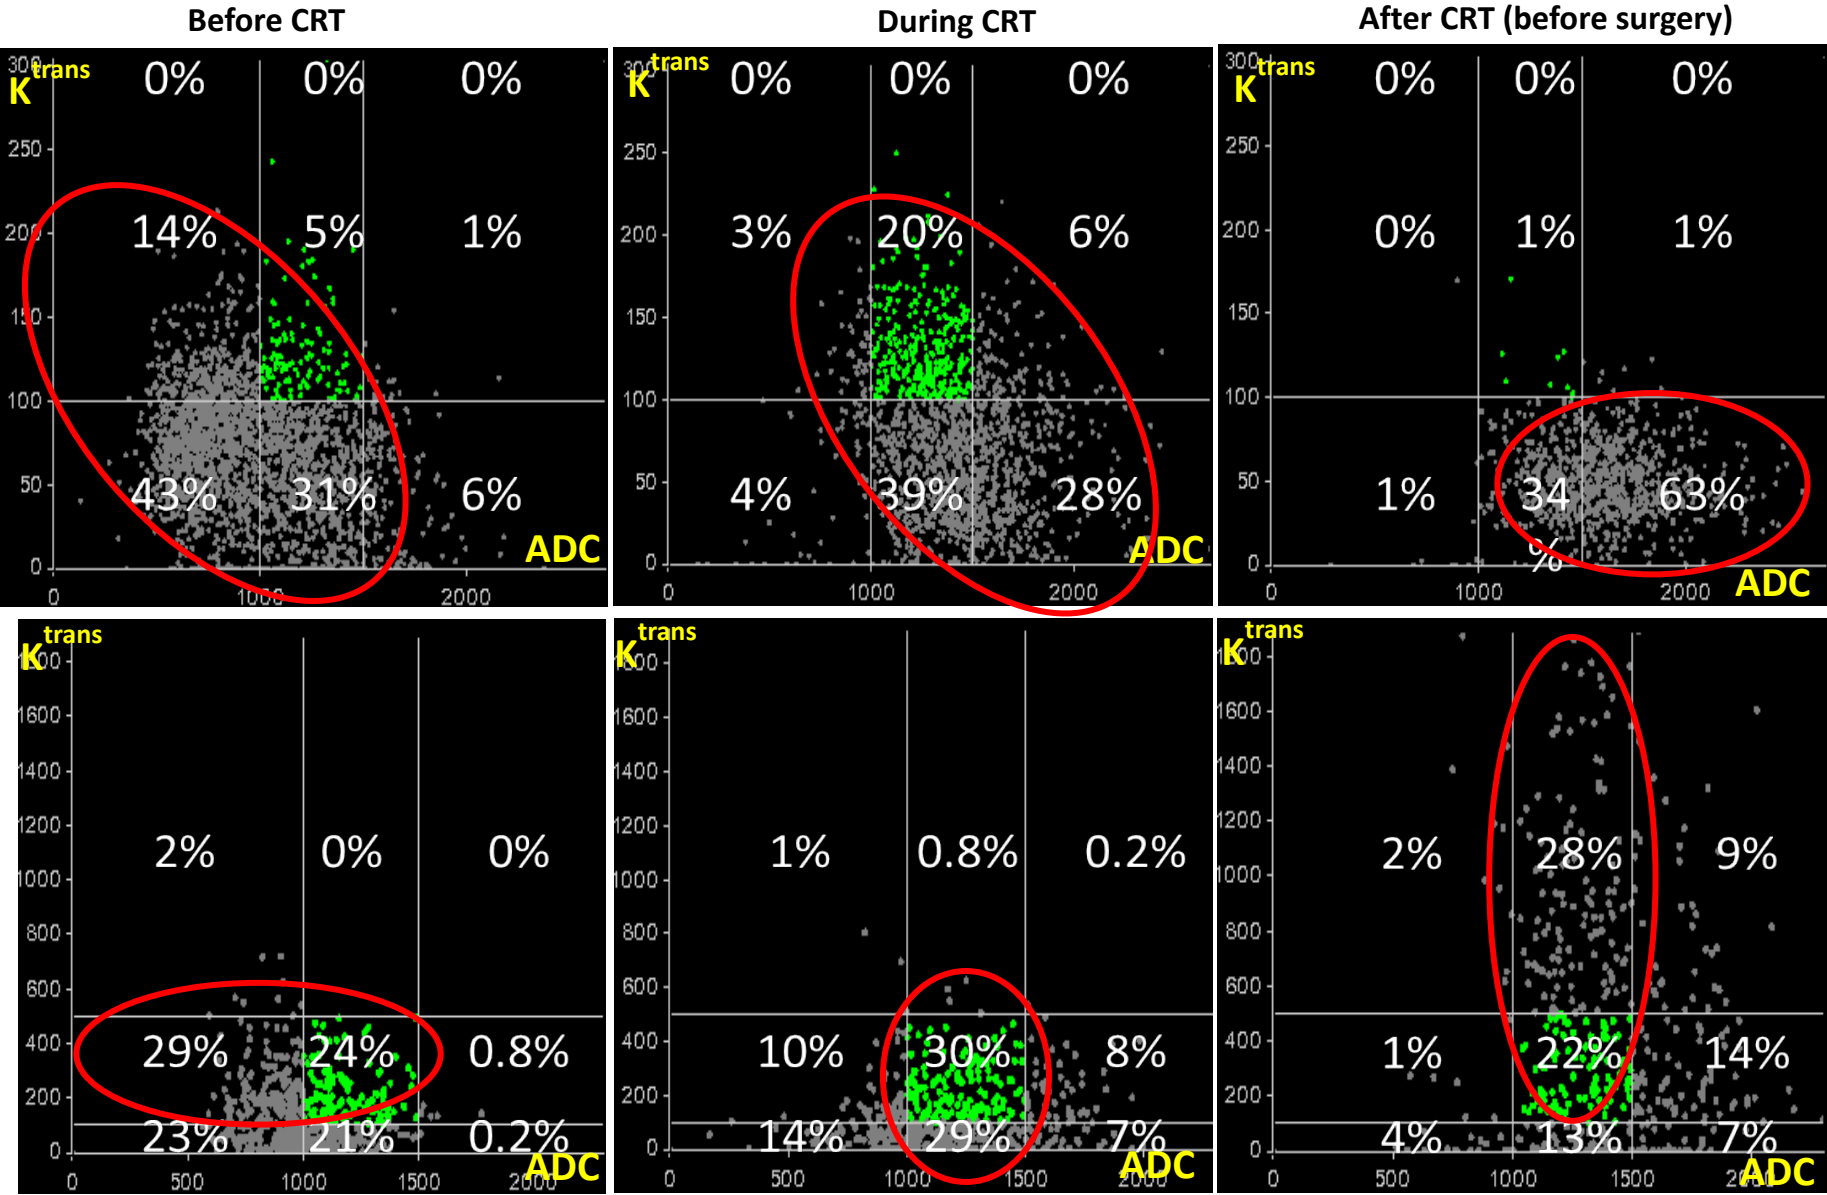 Before CRT
During CRT
After CRT (before surgery)
K trans
300
0% 0% 0%
250
200
14% 5% 1%
150
100
50
43% 31% 6%
0
ADC
0 1000 2000
K trans
300
0% 0% 0%
250
200
3% 20% 6%
150
100
50
4% 39% 28%
0
ADC
0 1000 2000
K trans
300
0% 0% 0%
250
200
0% 1% 1%
150
100
50
1% 34 63%
%
0
ADC
0 1000 2000
K trans
1800
1600
1400
1200
2% 0% 0%
1000
800
600
400
29% 24% 0.8%
200
23% 21% 0.2%
0
ADC
0 500 1000 1500 2000
K trans
1800
1600
1400
1200
1% 0.8% 0.2%
1000
800
600
400
10% 30% 8%
200
14% 29% 7%
0
ADC
0 500 1000 1500 2000
K trans
1800
1600
1400
1200
2% 28% 9%
1000
800
600
400
1% 22% 14%
200
4% 13% 7%
0
ADC
0 500 1000 1500 2000